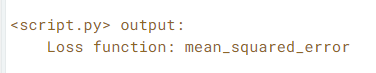 <script.py> output:
Loss function: mean_squared_error